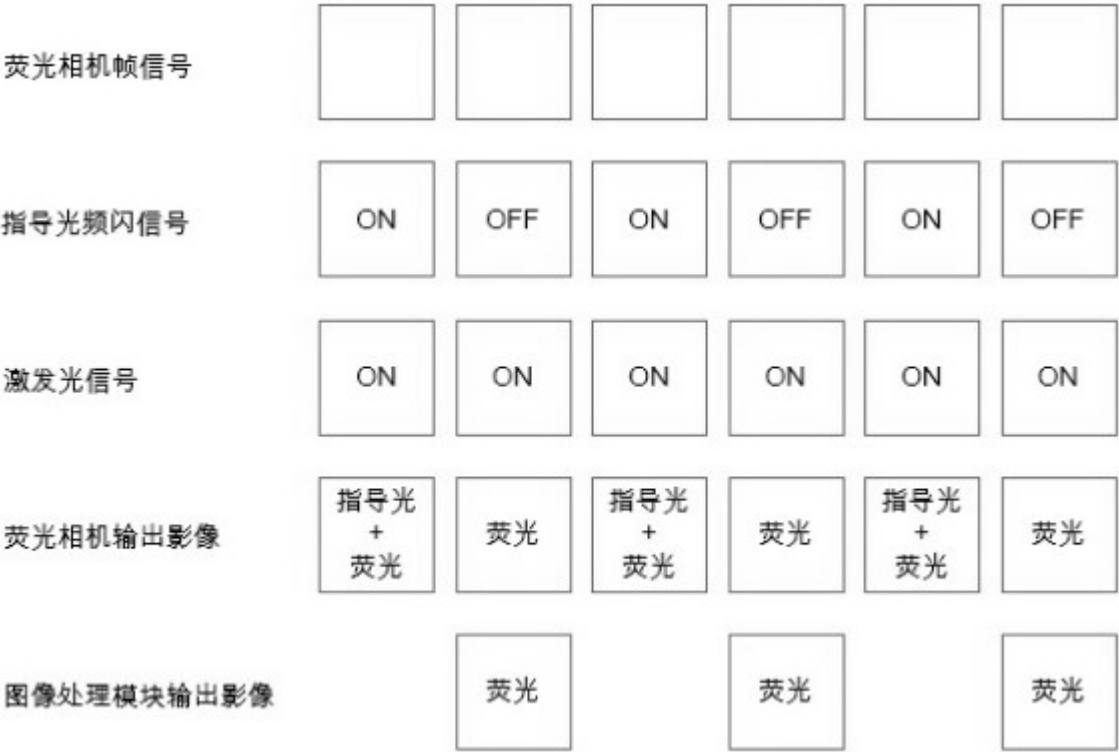 荧光相机帧信号
指导光频闪信号 ON OFF ON OFF ON OFF
激发光信号 ON ON ON ON ON ON
荧光相机输出影像 指导光+荧光 荧光 指导光+荧光 荧光 指导光+荧光 荧光
图像处理模块输出影像 荧光 荧光 荧光